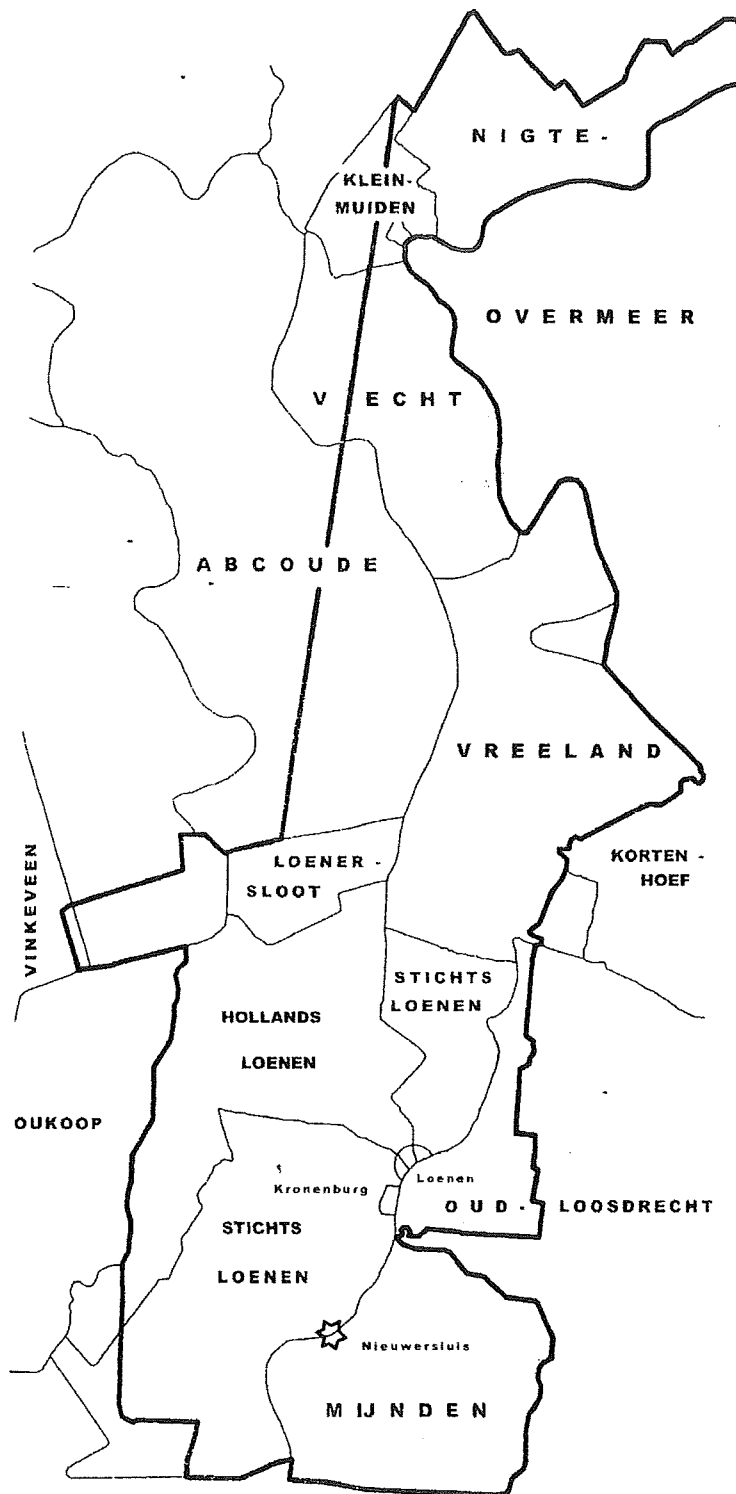 NIGTE-
KLEIN-
MUIDEN
OVERMEER
VECHT
ABCOUDE
VREELAND
VINKEVEEN
LOENER-
SLOOT
KORTEN-
HOEF
STICHTS
LOENEN
HOLLANDS
LOENEN
OUKOOP
Kronenburg
Loenen
OUD-LOOSDRECHT
STICHTS
LOENEN
Nieuwersluis
MIJNDEN